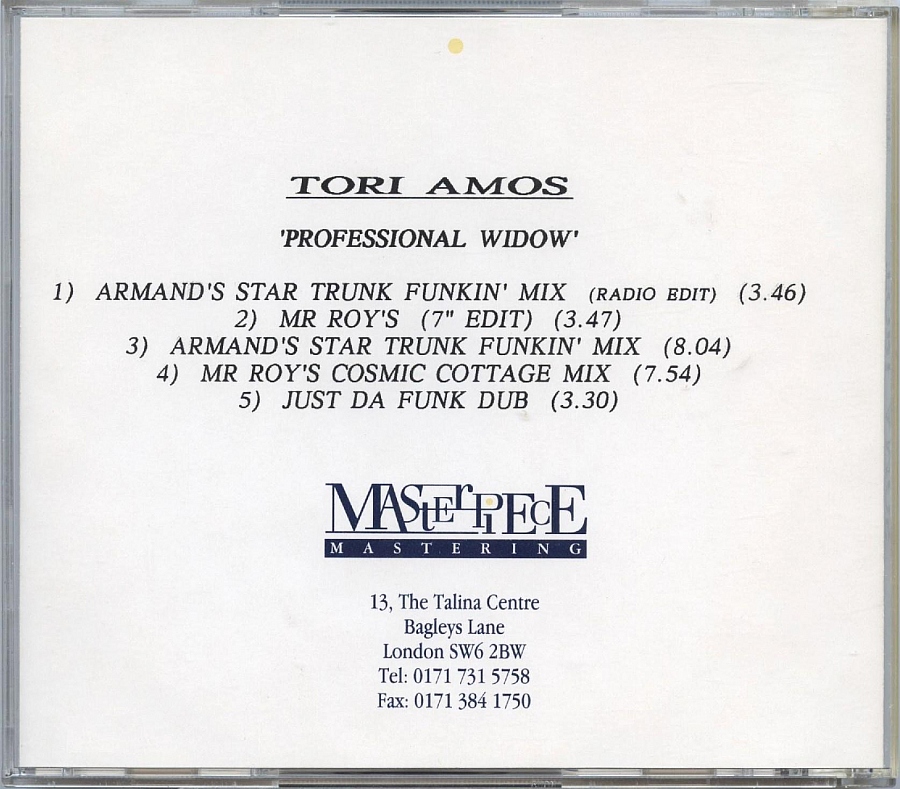 TORI AMOS
'PROFESSIONAL WIDOW'
1) ARMAND'S STAR TRUNK FUNKIN' MIX (RADIO EDIT) (3.46)
2) MR ROY'S (7" EDIT) (3.47)
3) ARMAND'S STAR TRUNK FUNKIN' MIX (8.04)
4) MR ROY'S COSMIC COTTAGE MIX (7.54)
5) JUST DA FUNK DUB (3.30)
MASterPiECE
MASTERING
13, The Talina Centre
Bagleys Lane
London SW6 2BW
Tel: 0171 731 5758
Fax: 0171 384 1750